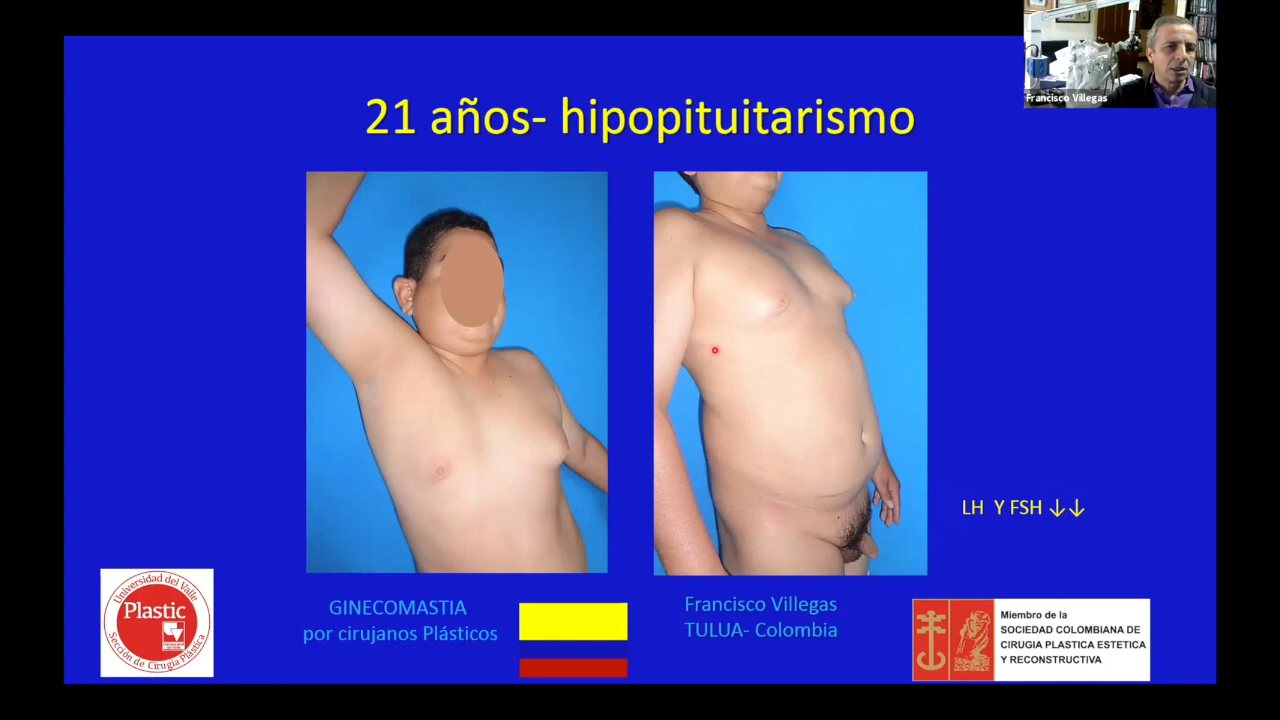 Francisco Villegas
21 años- hipopituitarismo
LH Y FSH ↓↓
Universidad del Valle
Plastic
Sección de Cirugía Plástica
GINECOMASTIA
por cirujanos Plásticos
Francisco Villegas
TULUA- Colombia
Miembro de la
SOCIEDAD COLOMBIANA DE
CIRUGIA PLASTICA ESTETICA
Y RECONSTRUCTIVA